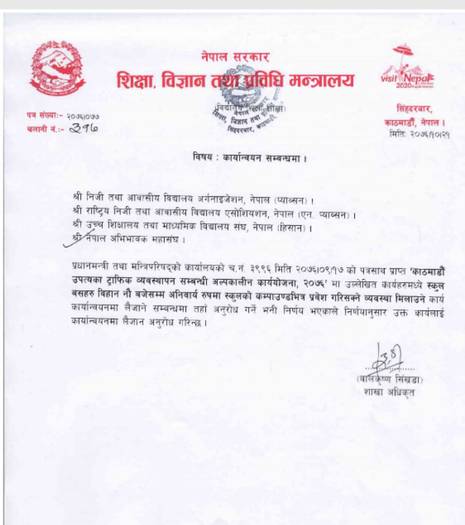 नेपाल सरकार
शिक्षा, विज्ञान तथा प्रविधि मन्त्रालय
visit Nepal
2020
पत्र संख्या:- २०७६/०७७
चलानी नं.:- ३१६
सिंहदरबार,
काठमाडौं, नेपाल ।
मिति: २०७६/१०/२१
विषय : कार्यान्वयन सम्बन्धमा ।
श्री निजी तथा आवासीय विद्यालय अर्गनाइजेशन, नेपाल (प्याब्सन) ।
श्री राष्ट्रिय निजी तथा आवासीय विद्यालय एसोशियशन, नेपाल (एन. प्याब्सन) ।
श्री उच्च शिक्षालय तथा माध्यमिक विद्यालय संघ, नेपाल (हिसान) ।
श्री नेपाल अभिभावक महासंघ ।
प्रधानमन्त्री तथा मन्त्रिपरिषद्को कार्यालयको च.नं. ३९९६ मिति २०७६/०९/१७ को पत्रसाथ प्राप्त "काठमाडौं
उपत्यका ट्राफिक व्यवस्थापन सम्बन्धी अल्पकालीन कार्ययोजना, २०७६" मा उल्लेखित कार्यहरूमध्ये स्कुल
बसहरु बिहान नौ बजेसम्म अनिवार्य रुपमा स्कूलको कम्पाउण्डभित्र प्रवेश गरिसक्ने व्यवस्था मिलाउने कार्य
कार्यान्वयनमा लैजाने सम्बन्धमा तहाँ अनुरोध गर्ने भनी निर्णय भएकाले निर्णयानुसार उक्त कार्यलाई
कार्यान्वयनमा लैजान अनुरोध गरिन्छ ।
(बालकृष्ण सिंखडा)
शाखा अधिकृत